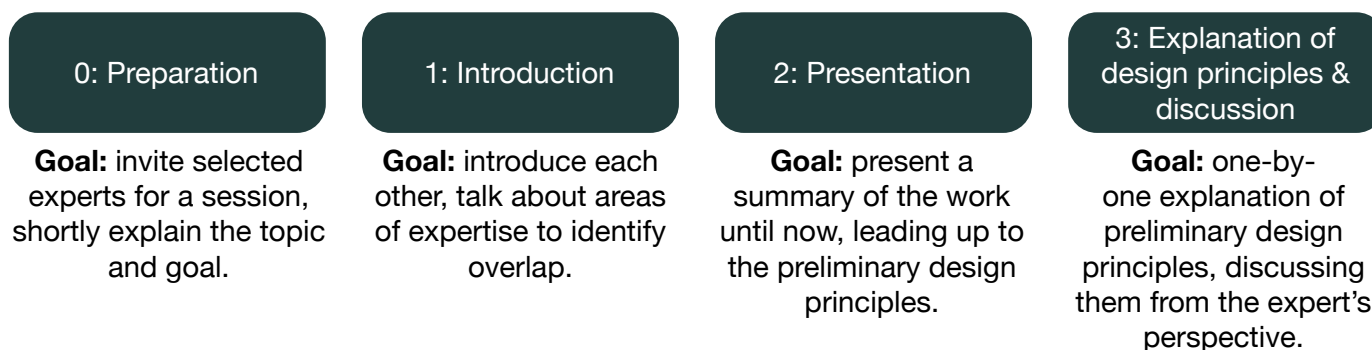 0: Preparation
Goal: invite selected
experts for a session,
shortly explain the topic
and goal.
1: Introduction
Goal: introduce each
other, talk about areas
of expertise to identify
overlap.
2: Presentation
Goal: present a
summary of the work
until now, leading up to
the preliminary design
principles.
3: Explanation of
design principles &
discussion
Goal: one-by-
one explanation of
preliminary design
principles, discussing
them from the expert's
perspective.